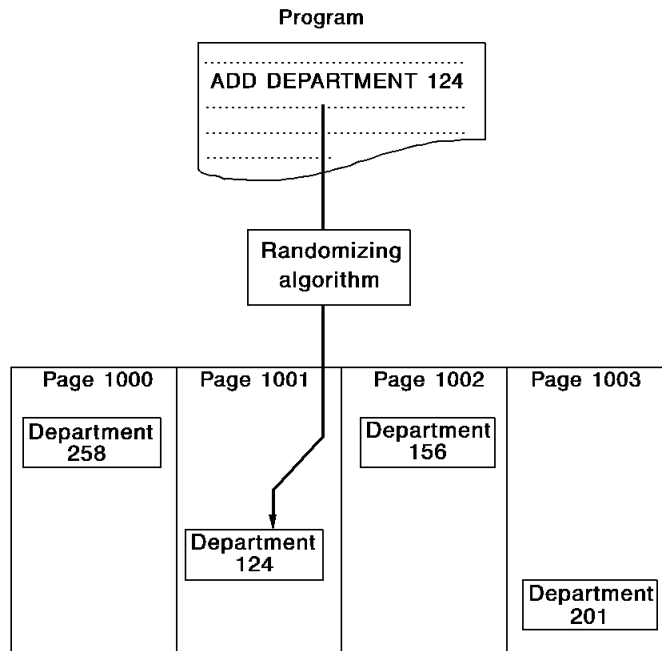 Program
ADD DEPARTMENT 124
Randomizing
algorithm
Page 1000
Page 1001
Page 1002
Page 1003
Department
258
Department
156
Department
124
Department
201